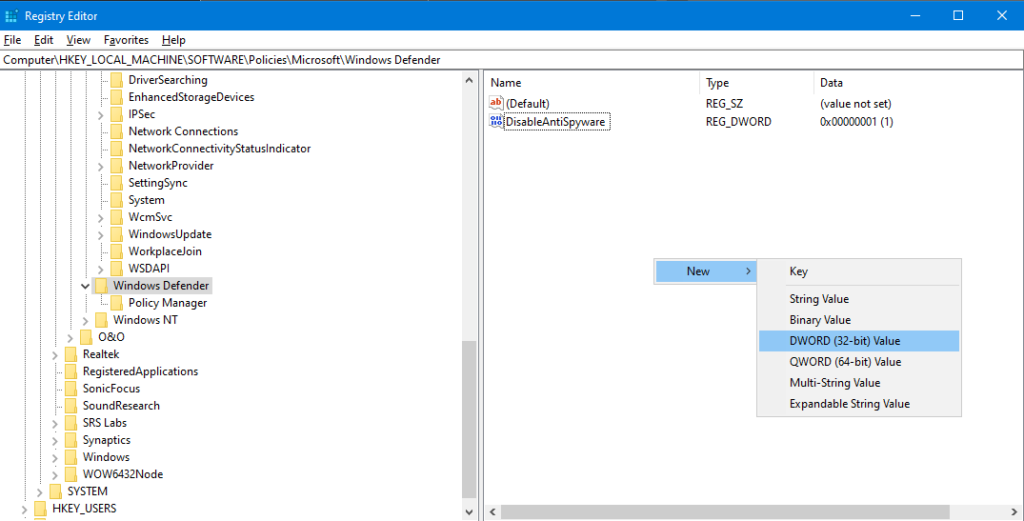 Registry Editor
File Edit View Favorites Help
Computer\HKEY_LOCAL_MACHINE\SOFTWARE\Policies\Microsoft\Windows Defender
DriverSearching
EnhancedStorageDevices
IPSec
Network Connections
NetworkConnectivityStatusIndicator
NetworkProvider
SettingSync
System
WcmSvc
WindowsUpdate
WorkplaceJoin
WSDAPI
Windows Defender
Policy Manager
Windows NT
O&O
Realtek
RegisteredApplications
SonicFocus
SoundResearch
SRS Labs
Synaptics
Windows
WOW6432Node
SYSTEM
HKEY_USERS
Name Type Data
ab (Default) REG_SZ (value not set)
DisableAntiSpyware REG_DWORD 0x00000001 (1)
New
Key
String Value
Binary Value
DWORD (32-bit) Value
QWORD (64-bit) Value
Multi-String Value
Expandable String Value